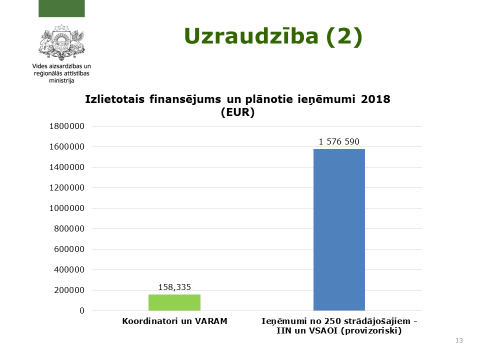 Uzraudzība (2)
Vides aizsardzības un
reģionālās attīstības
ministrija
Izlietotais finansējums un plānotie ieņēmumi 2018
(EUR)
1800000
1600000
1400000
1200000
1000000
800000
600000
400000
200000
0
158,335
1 576 590
Koordinatori un VARAM
Ieņēmumi no 250 strādājošajiem –
IIN un VSAOI (provizoriski)
13